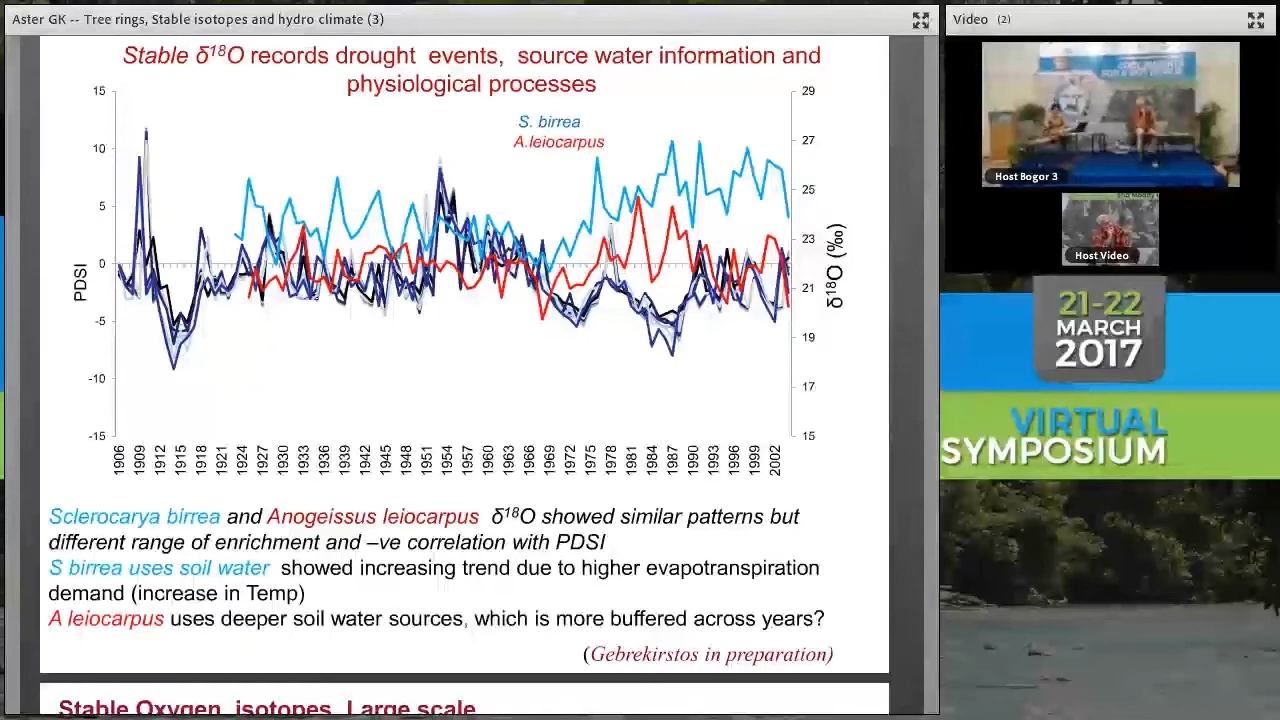 Aster GK -- Tree rings, Stable isotopes and hydro climate (3)
Stable δ18O records drought events, source water information and
physiological processes
S. birrea
A.leiocarpus
15
10
5
0
-5
-10
-15
PDSI
29
27
25
23
21
19
17
15
δ18O (‰)
1906 1909 1912 1915 1918 1921 1924 1927 1930 1933 1936 1939 1942 1945 1948 1951 1954 1957 1960 1963 1966 1969 1972 1975 1978 1981 1984 1987 1990 1993 1996 1999 2002
Sclerocarya birrea and Anogeissus leiocarpus δ18O showed similar patterns but
different range of enrichment and –ve correlation with PDSI
S birrea uses soil water showed increasing trend due to higher evapotranspiration
demand (increase in Temp)
A leiocarpus uses deeper soil water sources, which is more buffered across years?
(Gebrekirstos in preparation)
Stable Oxygen isotopes Large scale
Video (2)
Host Bogor 3
Host Video
21-22
MARCH
2017
VIRTUAL
SYMPOSIUM